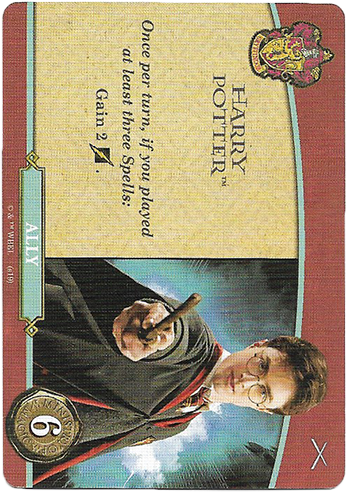 HARRY
POTTER™
Once per turn, if you played
at least three Spells:
Gain 2 .
ALLY
6